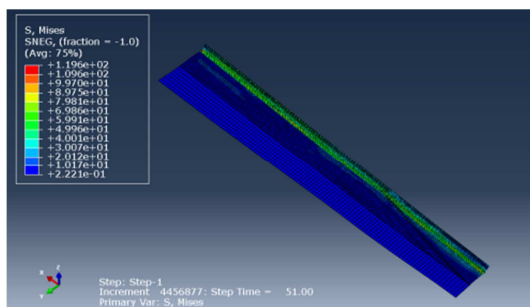 S, Mises
SNEG, (fraction = -1.0)
(Avg: 75%)
+1.196e+02
+1.096e+02
+9.970e+01
+8.975e+01
+7.981e+01
+6.986e+01
+5.991e+01
+4.996e+01
+4.001e+01
+3.007e+01
+2.012e+01
+1.017e+01
+2.221e-01
Z
X
Y
Step: Step-1
Increment 4456877: Step Time = 51.00
Primary Var: S, Mises